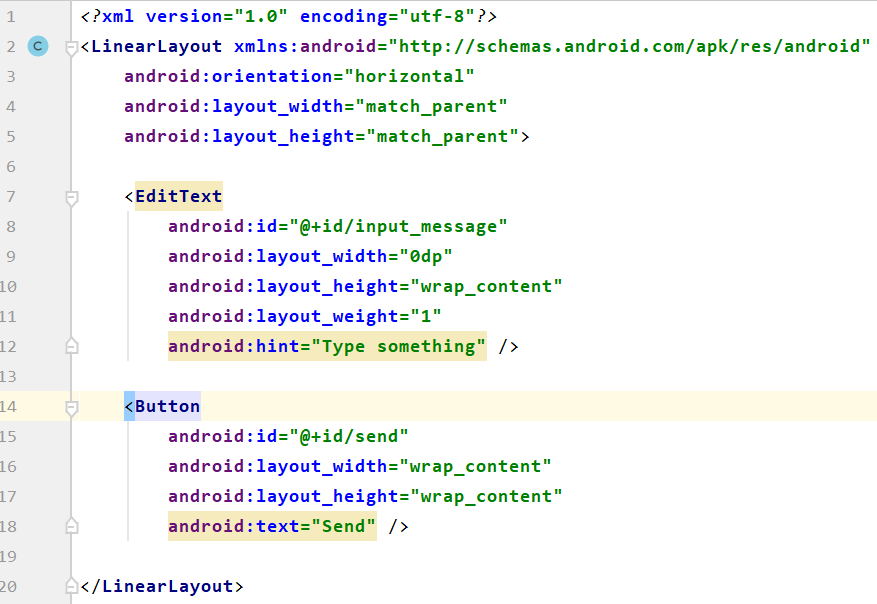 1 <?xml version="1.0" encoding="utf-8"?>
2 C <LinearLayout xmlns:android="http://schemas.android.com/apk/res/android"
3     android:orientation="horizontal"
4     android:layout_width="match_parent"
5     android:layout_height="match_parent">
6
7     <EditText
8         android:id="@+id/input_message"
9         android:layout_width="0dp"
10         android:layout_height="wrap_content"
11         android:layout_weight="1"
12         android:hint="Type something" />
13
14     <Button
15         android:id="@+id/send"
16         android:layout_width="wrap_content"
17         android:layout_height="wrap_content"
18         android:text="Send" />
19
20 </LinearLayout>